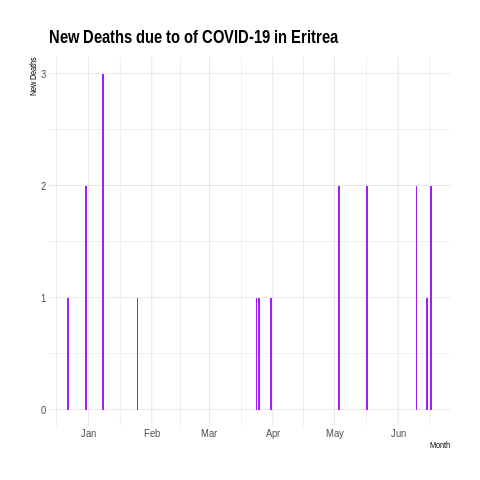 New Deaths due to of COVID-19 in Eritrea
New Deaths
3
2
1
0
Jan Feb Mar Apr May Jun
Month